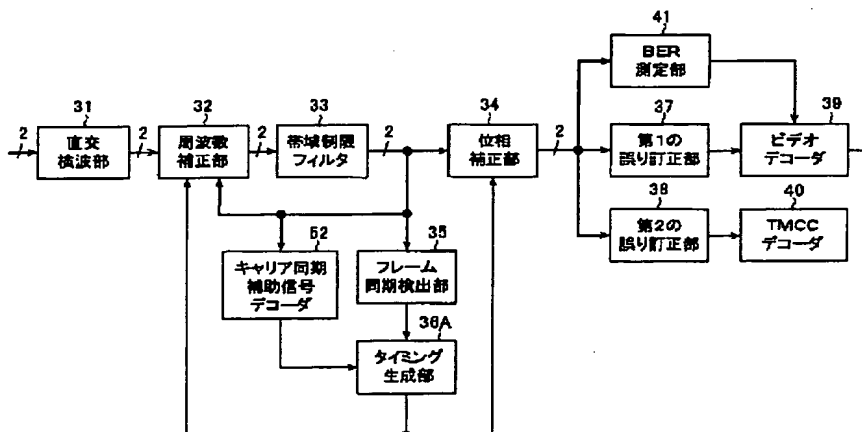 41
BER
測定部
31
32
33
34
37
39
2
直交
検波部
2
周波数
補正部
2
帯域制限
フィルタ
2
位相
補正部
2
第1の
誤り訂正部
ビデオ
デコーダ
38
40
第2の
誤り訂正部
TMCC
デコーダ
52
35
キャリア同期
補助信号
デコーダ
フレーム
同期検出部
36A
タイミング
生成部